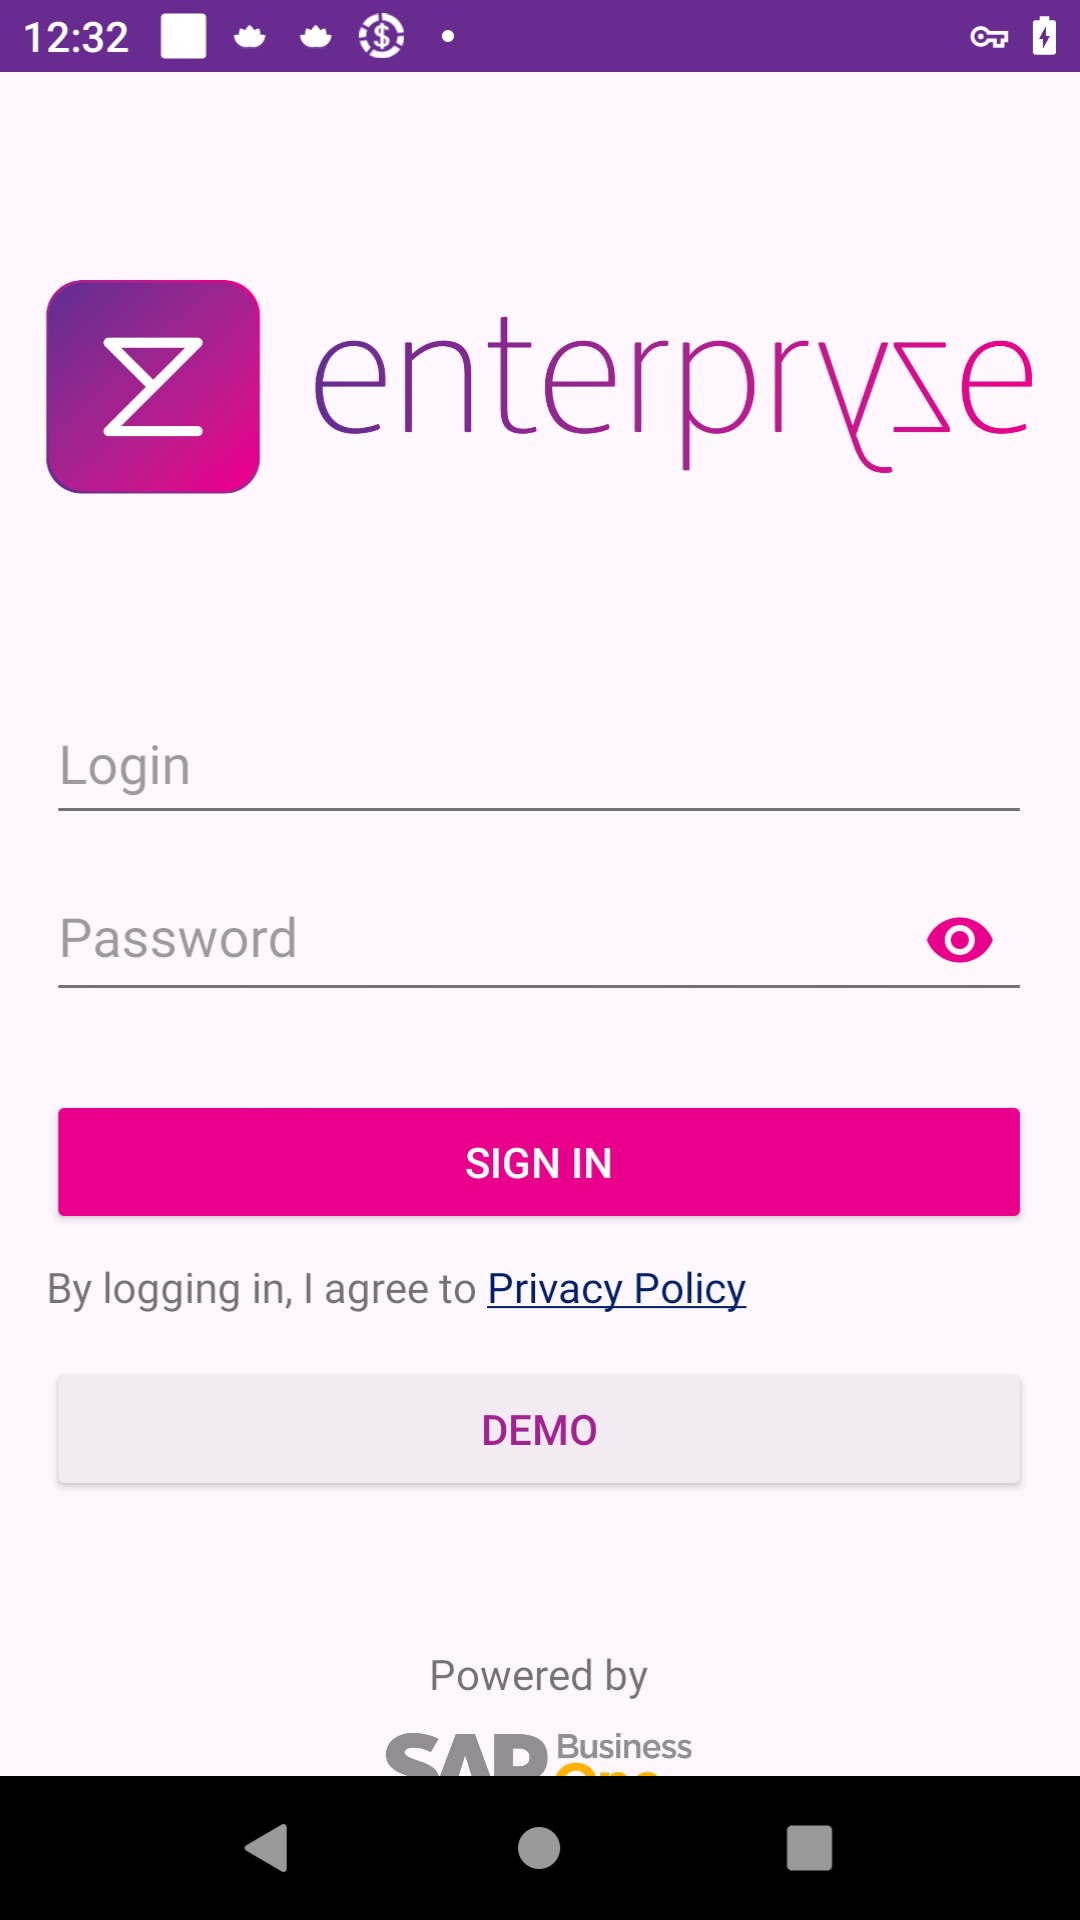 12:32
enterpryze
Login
Password
SIGN IN
By logging in, I agree to Privacy Policy
DEMO
Powered by
SAP Business
One